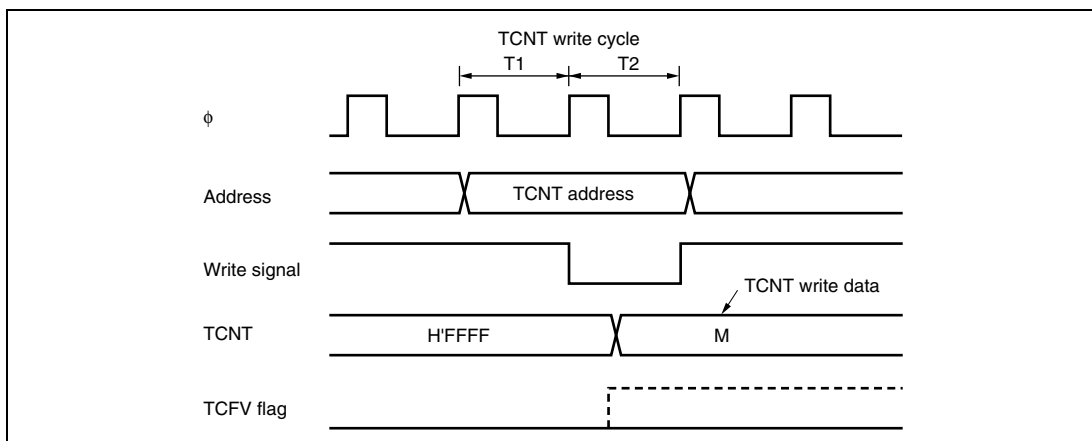 TCNT write cycle
T1 T2
φ
Address TCNT address
Write signal
TCNT write data
TCNT H'FFFF M
TCFV flag